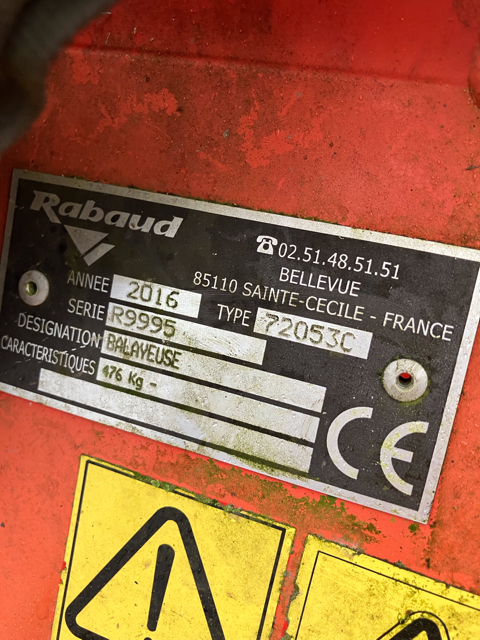 Rabaud
☎02.51.48.51.51
BELLEVUE
85110 SAINTE-CECILE - FRANCE
ANNEE 2016
SERIE R9995 TYPE 72053C
DESIGNATION BALAYEUSE
CARACTERISTIQUES 476 Kg -
CE